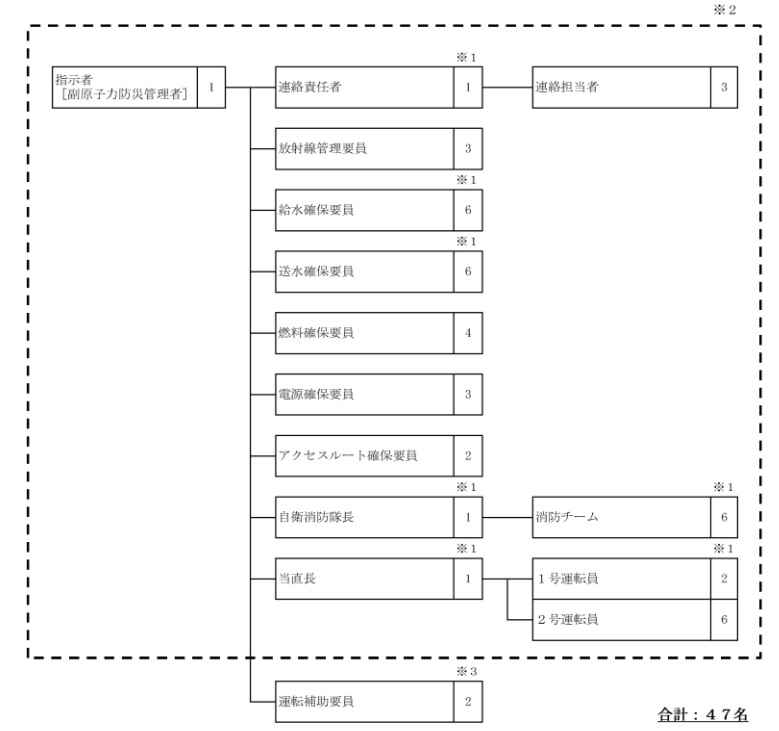 ※２
※１
指示者
［副原子力防災管理者］
1
連絡責任者
1
連絡担当者
3
放射線管理要員
3
※１
給水確保要員
6
※１
送水確保要員
6
燃料確保要員
4
電源確保要員
3
アクセスルート確保要員
2
※１
※１
自衛消防隊長
1
消防チーム
6
※１
※１
当直長
1
１号運転員
2
２号運転員
6
※３
運転補助要員
2
合計：４７名